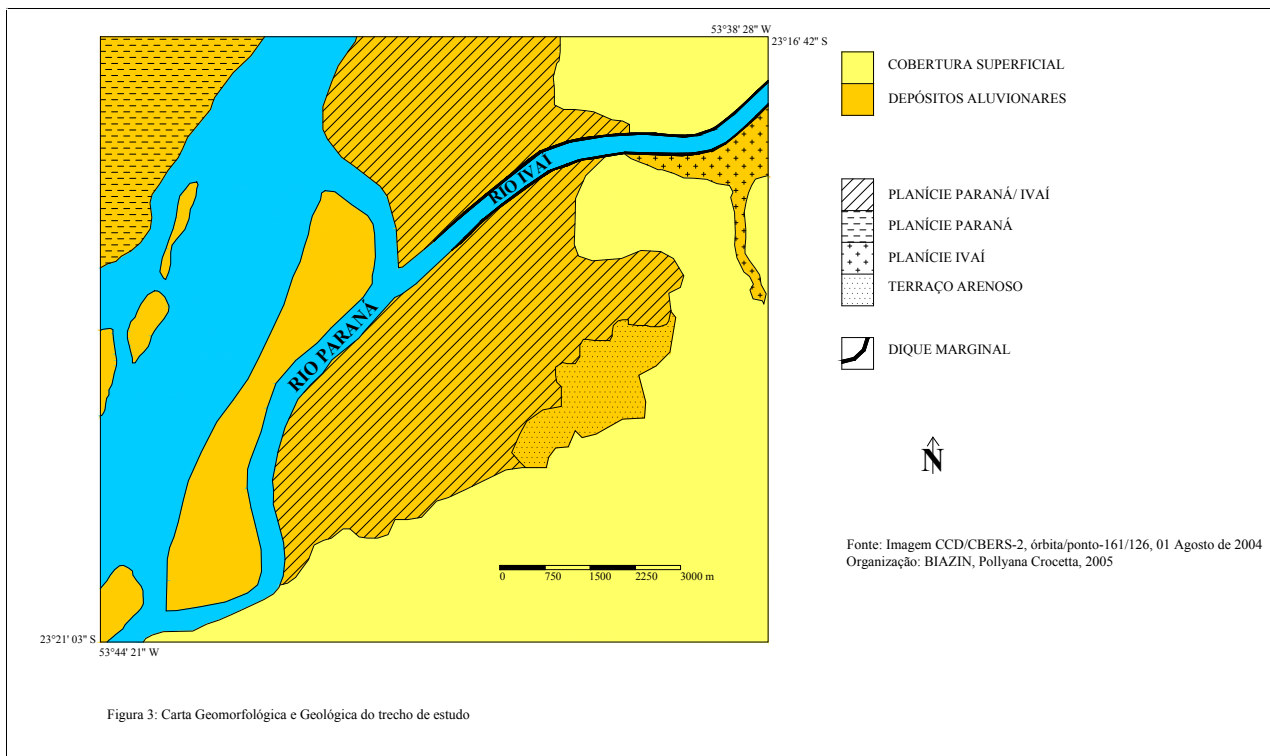 53°38' 28" W
23°16' 42" S
COBERTURA SUPERFICIAL
DEPÓSITOS ALUVIONARES
PLANÍCIE PARANÁ/ IVAÍ
PLANÍCIE PARANÁ
PLANÍCIE IVAÍ
TERRAÇO ARENOSO
DIQUE MARGINAL
RIO IVAÍ
RIO PARANÁ
N
0 750 1500 2250 3000 m
Fonte: Imagem CCD/CBERS-2, órbita/ponto-161/126, 01 Agosto de 2004
Organização: BIAZIN, Pollyana Crocetta, 2005
23°21' 03" S
53°44' 21" W
Figura 3: Carta Geomorfológica e Geológica do trecho de estudo